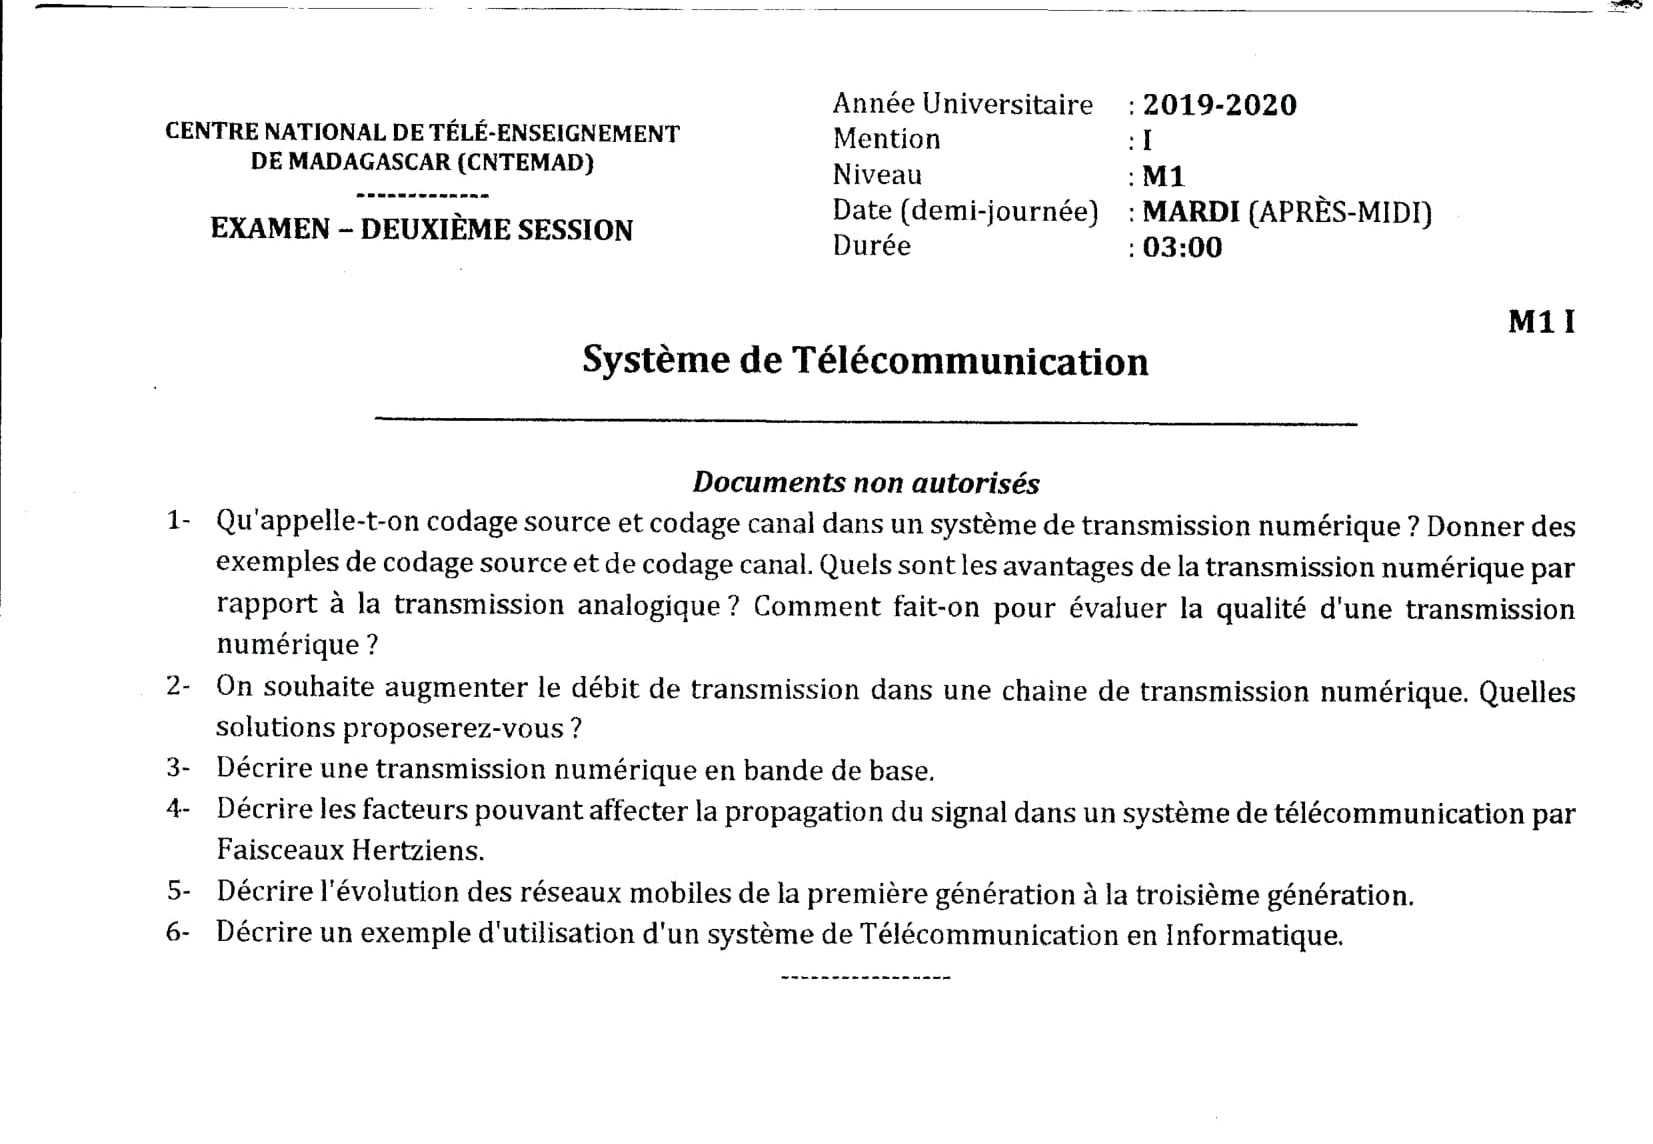 CENTRE NATIONAL DE TÉLÉ-ENSEIGNEMENT
DE MADAGASCAR (CNTEMAD)
-------------
EXAMEN – DEUXIÈME SESSION
Année Universitaire : 2019-2020
Mention : I
Niveau : M1
Date (demi-journée) : MARDI (APRÈS-MIDI)
Durée : 03:00
M1 I
Système de Télécommunication
Documents non autorisés
1- Qu'appelle-t-on codage source et codage canal dans un système de transmission numérique ? Donner des
exemples de codage source et de codage canal. Quels sont les avantages de la transmission numérique par
rapport à la transmission analogique ? Comment fait-on pour évaluer la qualité d'une transmission
numérique ?
2- On souhaite augmenter le débit de transmission dans une chaine de transmission numérique. Quelles
solutions proposerez-vous ?
3- Décrire une transmission numérique en bande de base.
4- Décrire les facteurs pouvant affecter la propagation du signal dans un système de télécommunication par
Faisceaux Hertziens.
5- Décrire l'évolution des réseaux mobiles de la première génération à la troisième génération.
6- Décrire un exemple d'utilisation d'un système de Télécommunication en Informatique.
-----------------